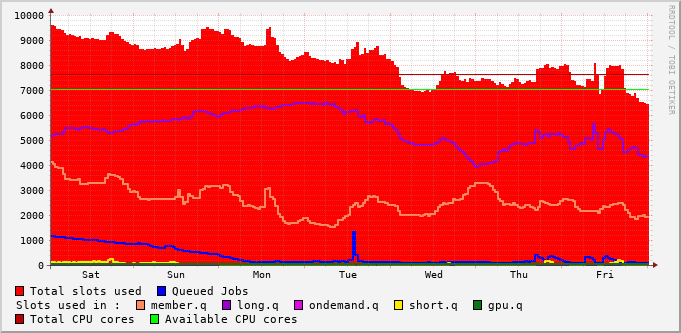 10000
9000
8000
7000
6000
5000
4000
3000
2000
1000
0
Sat Sun Mon Tue Wed Thu Fri
RRDTOOL / TOBI OETIKER
Total slots used Queued Jobs
Slots used in : member.q long.q ondemand.q short.q gpu.q
Total CPU cores Available CPU cores